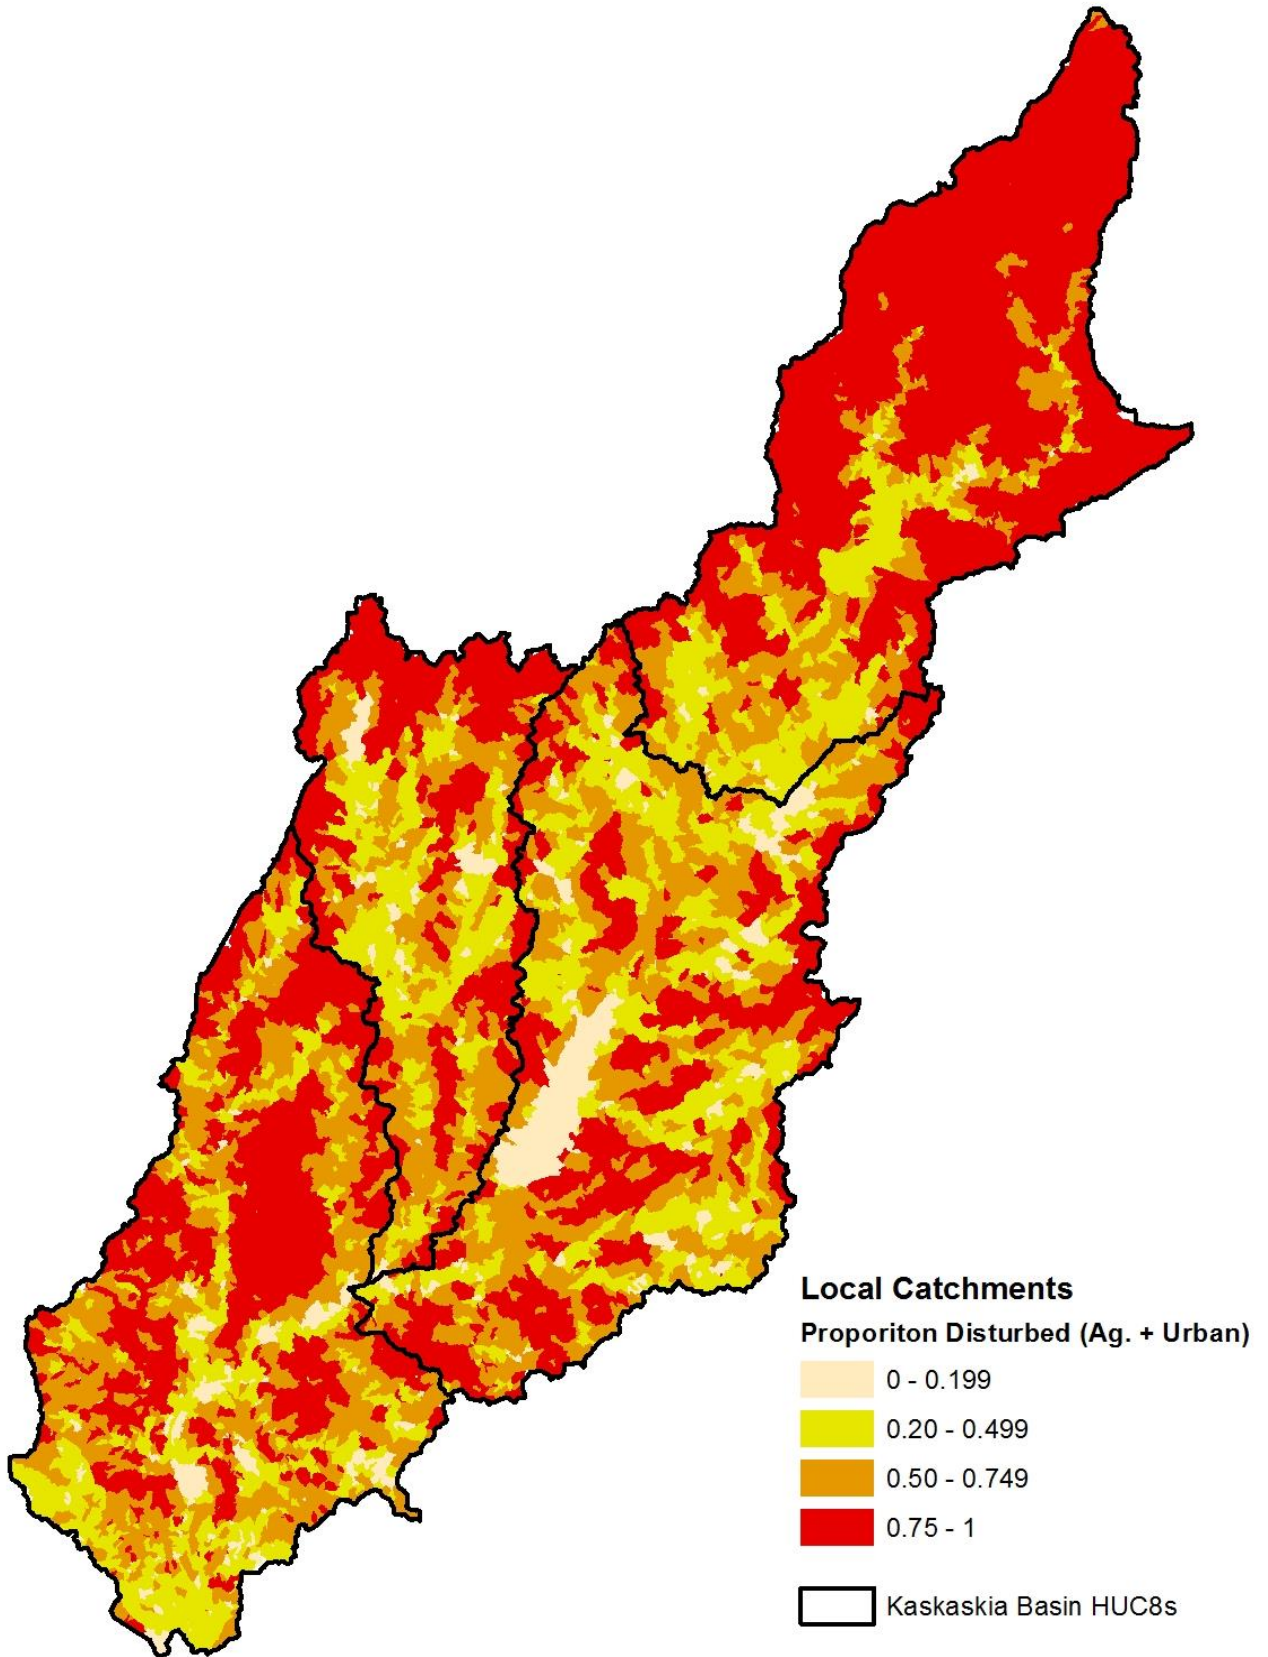 Local Catchments
Proporiton Disturbed (Ag. + Urban)
0 - 0.199
0.20 - 0.499
0.50 - 0.749
0.75 - 1
Kaskaskia Basin HUC8s